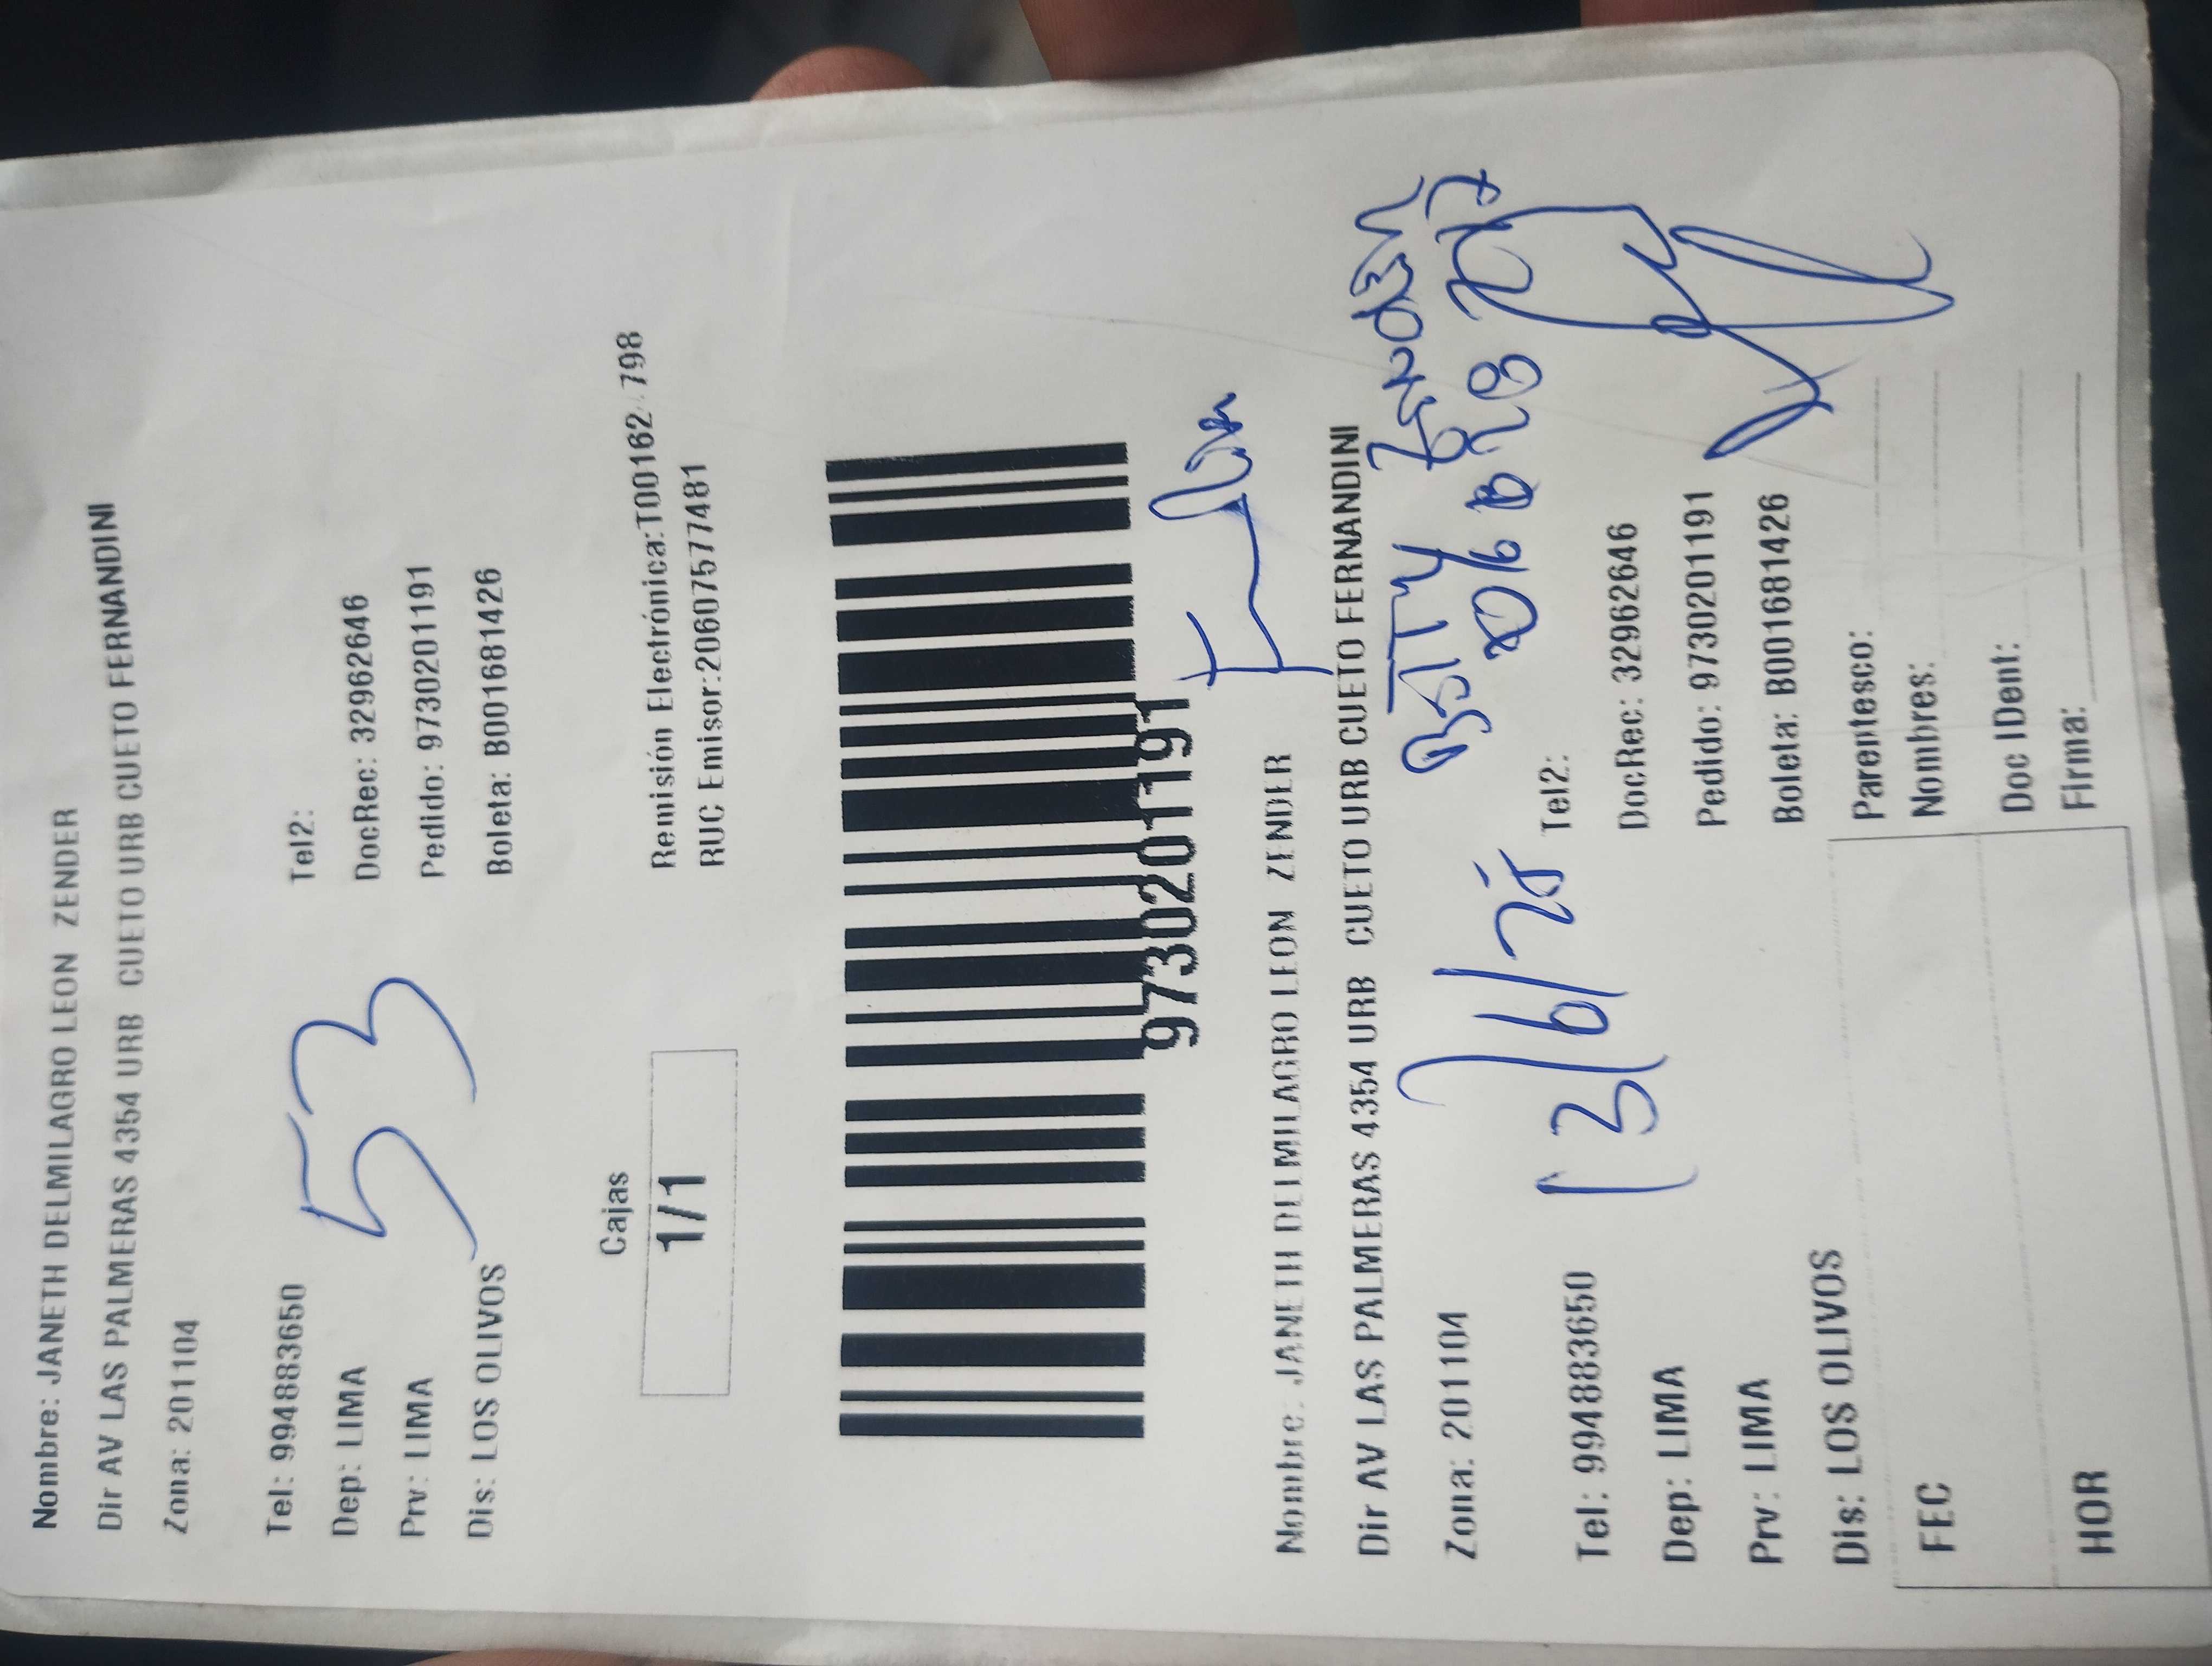 Nombre: JANETH DELMILAGRO LEON ZENDER
Dir AV LAS PALMERAS 4354 URB CUETO URB CUETO FERNANDINI
Zona: 201104
Tel: 994883650 Tel2:
Dep: LIMA DocRec: 32962646
Prv: LIMA Pedido: 9730201191
Dis: LOS OLIVOS Boleta: B001681426
53
Cajas
1/1
Remisión Electrónica:T00162 798
RUC Emisor:20607577481
9730201191
Nombre: JANETH DELMILAGRO LEON ZENDER
Dir AV LAS PALMERAS 4354 URB CUETO URB CUETO FERNANDINI
Zona: 201104
13/6/25
Tel: 994883650 Tel2:
Dep: LIMA DocRec: 32962646
Prv: LIMA Pedido: 9730201191
Dis: LOS OLIVOS Boleta: B001681426
FEC
HOR
Parentesco:
Nombres:
Doc IDent:
Firma: